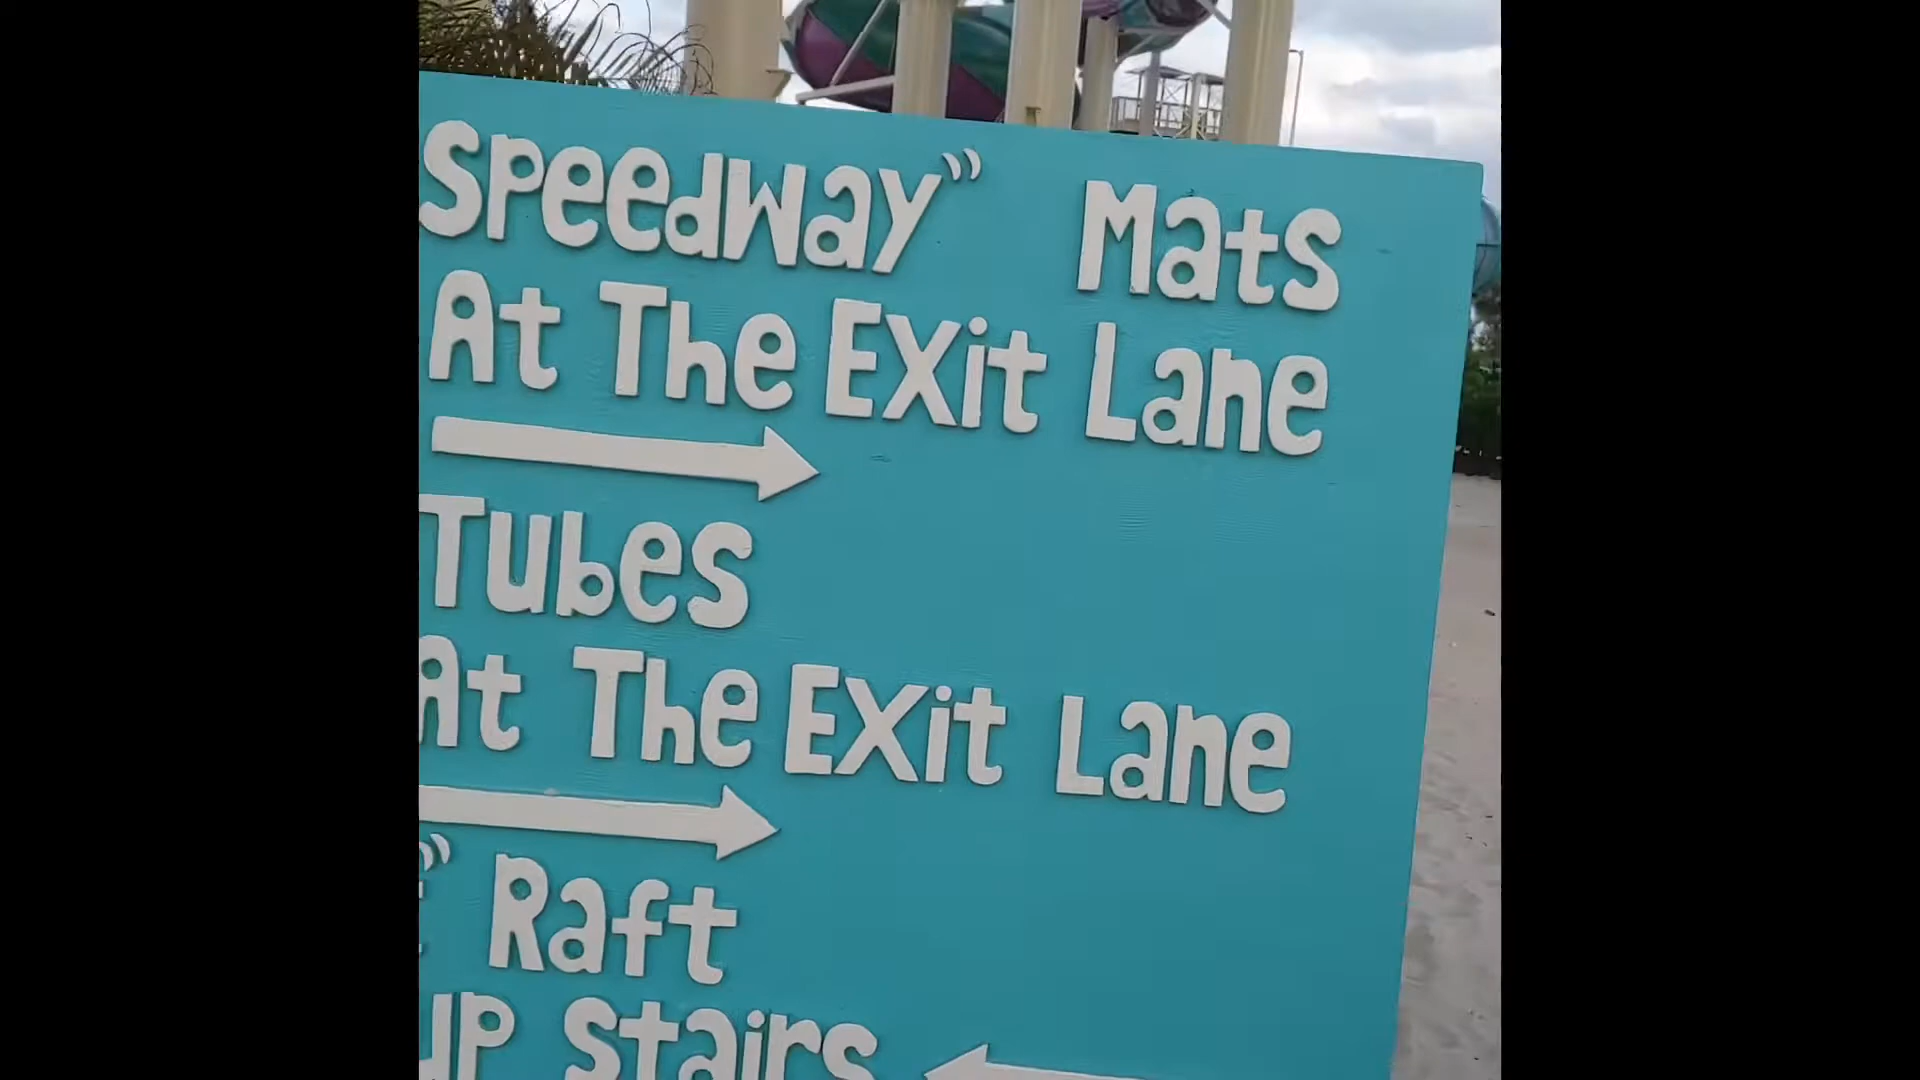 Speedway” Mats
At The Exit Lane
Tubes
At The Exit Lane
” Raft
up Stairs